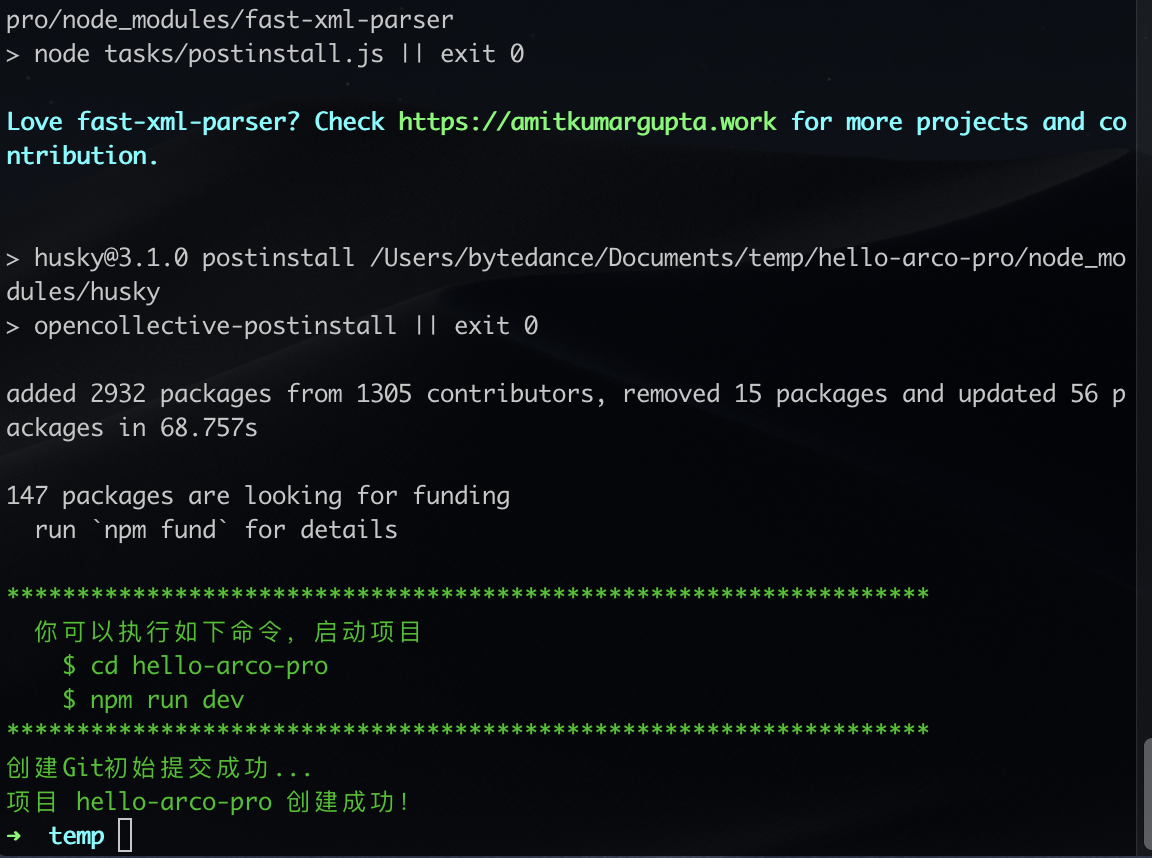 pro/node_modules/fast-xml-parser
> node tasks/postinstall.js || exit 0
Love fast-xml-parser? Check https://amitkumargupta.work for more projects and co
ntribution.
> husky@3.1.0 postinstall /Users/bytedance/Documents/temp/hello-arco-pro/node_mo
dules/husky
> opencollective-postinstall || exit 0
added 2932 packages from 1305 contributors, removed 15 packages and updated 56 p
ackages in 68.757s
147 packages are looking for funding
  run `npm fund` for details
******************************************************************
  你可以执行如下命令, 启动项目
    $ cd hello-arco-pro
    $ npm run dev
******************************************************************
创建Git初始提交成功...
项目 hello-arco-pro 创建成功!
➜  temp